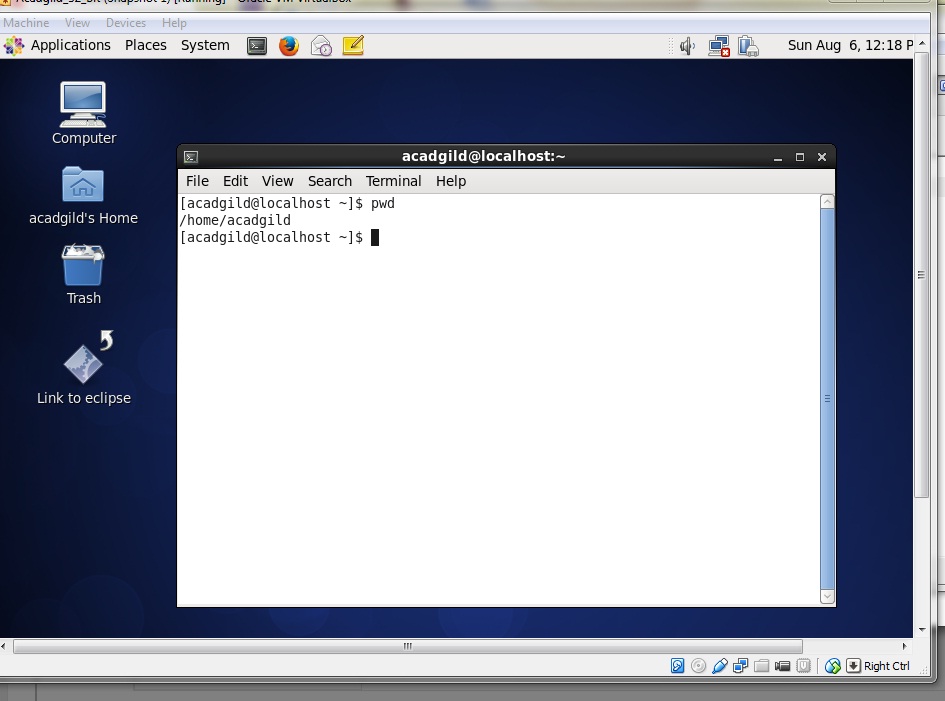 Machine View Devices Help
Applications Places System Sun Aug 6, 12:18 P
Computer
acadgild's Home
Trash
Link to eclipse
acadgild@localhost:~
File Edit View Search Terminal Help
[acadgild@localhost ~]$ pwd
/home/acadgild
[acadgild@localhost ~]$
Right Ctrl